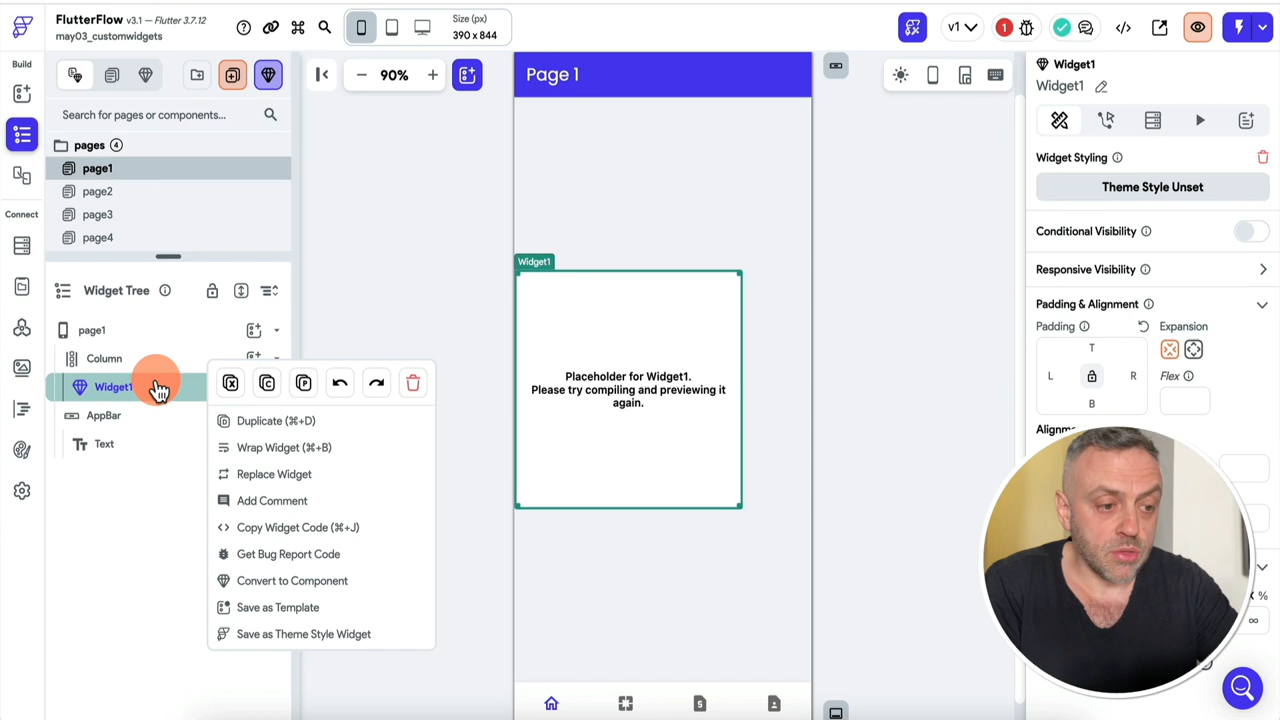 FlutterFlow v3.1 - Flutter 3.7.12
may03_customwidgets
Size (px)
390 x 844
v1
1
Build
90%
Page 1
Widget1
Widget1
Search for pages or components...
pages 4
page1
page2
page3
page4
Connect
Widget Tree
page1
Column
Widget1
AppBar
Text
Duplicate (⌘+D)
Wrap Widget (⌘+B)
Replace Widget
Add Comment
Copy Widget Code (⌘+J)
Get Bug Report Code
Convert to Component
Save as Template
Save as Theme Style Widget
Widget1
Placeholder for Widget1.
Please try compiling and previewing it
again.
Widget Styling
Theme Style Unset
Conditional Visibility
Responsive Visibility
Padding & Alignment
Padding
Expansion
T
L
R
B
Flex
%
∞